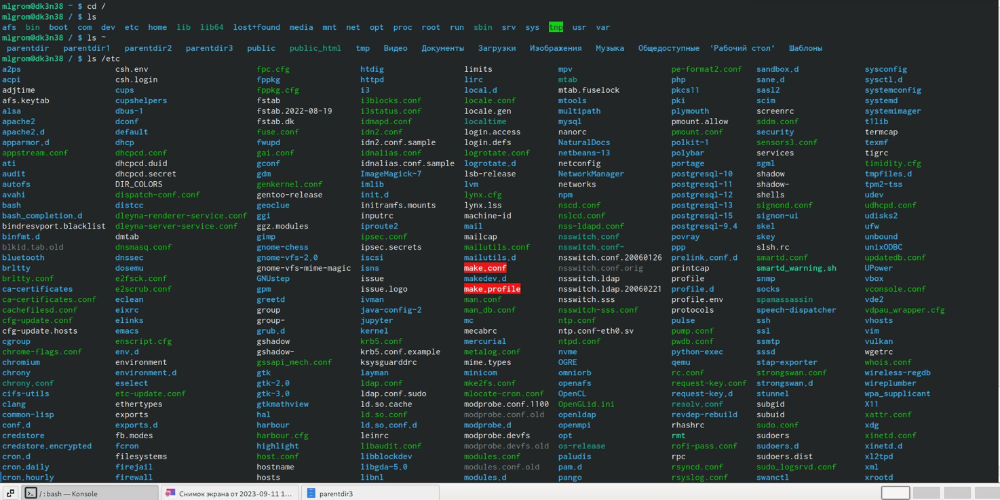 mlgrom@dk3n38 ~ $ cd /
mlgrom@dk3n38 / $ ls
afs bin boot com dev etc home lib lib64 lost+found media mnt net opt proc root run sbin srv sys tmp usr var
mlgrom@dk3n38 / $ ls ~
parentdir parentdir1 parentdir2 parentdir3 public public_html tmp Видео Документы Загрузки Изображения Музыка Общедоступные 'Рабочий стол' Шаблоны
mlgrom@dk3n38 / $ ls /etc
a2ps csh.env fpc.cfg htdig limits mpv pe-format2.conf sandbox.d sysconfig
acpi csh.login fppkg httpd lirc mtab php sane.d sysctl.d
adjtime cups fppkg.cfg i3 local.d mtab.fuselock pkcs11 sasl2 systemconfig
afs.keytab cupshelpers fstab i3blocks.conf locale.conf mtools pki scim systemd
alsa dbus-1 fstab.2022-08-19 i3status.conf locale.gen multipath plymouth screenrc systemimager
apache2 dconf fstab.dk idmapd.conf localtime mysql pmount.allow sddm.conf t1lib
apache2.d default fuse.conf idn2.conf login.access nanorc pmount.conf security termcap
apparmor.d dhcp fwupd idn2.conf.sample login.defs NaturalDocs polkit-1 sensors3.conf texmf
appstream.conf dhcpcd.conf gai.conf idnalias.conf logrotate.conf netbeans-13 polybar services tigrc
ati dhcpcd.duid gconf idnalias.conf.sample logrotate.d netconfig portage sgml timidity.cfg
audit dhcpcd.secret gdm ImageMagick-7 lsb-release NetworkManager postgresql-10 shadow tmpfiles.d
autofs DIR_COLORS genkernel.conf imlib lvm networks postgresql-11 shadow- tpm2-tss
avahi dispatch-conf.conf gentoo-release init.d lynx.cfg npm postgresql-12 shells udev
bash distcc geoclue initramfs.mounts lynx.lss nscd.conf postgresql-13 signond.conf udhcpd.conf
bash_completion.d dleyna-renderer-service.conf ggi inputrc machine-id nslcd.conf postgresql-15 signon-ui udisks2
bindresvport.blacklist dleyna-server-service.conf ggz.modules iproute2 mail nss-ldapd.conf postgresql-9.4 skel ufw
binfmt.d dmtab gimp ipsec.conf mailcap nsswitch.conf povray skey unbound
blkid.tab.old dnsmasq.conf gnome-chess ipsec.secrets mailutils.conf nsswitch.conf- ppp slsh.rc unixODBC
bluetooth dnssec gnome-vfs-2.0 iscsi mailutils.d nsswitch.conf.20060126 prelink.conf.d smartd.conf updatedb.conf
brltty dosemu gnome-vfs-mime-magic isns make.conf nsswitch.conf.orig printcap smartd_warning.sh UPower
brltty.conf e2fsck.conf GNUstep issue makedev.d nsswitch.ldap profile snmp vbox
ca-certificates e2scrub.conf gpm issue.logo make.profile nsswitch.ldap.20060221 profile.d socks vconsole.conf
ca-certificates.conf eclean greetd ivman man.conf nsswitch.sss profile.env spamassassin vde2
cachefilesd.conf eixrc group java-config-2 man_db.conf nsswitch-sss.conf protocols speech-dispatcher vdpau_wrapper.cfg
cfg-update.conf elinks group- jupyter mc ntp.conf pulse ssh vhosts
cfg-update.hosts emacs grub.d kernel mecabrc ntp.conf-eth0.sv pump.conf ssl vim
cgroup enscript.cfg gshadow krb5.conf mercurial ntpd.conf pwdb.conf ssmtp vulkan
chrome-flags.conf env.d gshadow- krb5.conf.example metalog.conf nvme python-exec sssd wgetrc
chromium environment gssapi_mech.conf ksysguarddrc mime.types OGRE qemu stap-exporter whois.conf
chrony environment.d gtk layman minicom omniorb rc.conf strongswan.conf wireless-regdb
chrony.conf eselect gtk-2.0 ldap.conf mke2fs.conf openafs request-key.conf strongswan.d wireplumber
cifs-utils etc-update.conf gtk-3.0 ldap.conf.sudo mlocate-cron.conf OpenCL request-key.d stunnel wpa_supplicant
clang ethertypes gtkmathview ld.so.cache modprobe.conf.1100 OpenGLid.ini resolv.conf subgid X11
common-lisp exports hal ld.so.conf modprobe.conf.old openldap revdep-rebuild subuid xattr.conf
conf.d exports.d harbour ld.so.conf.d modprobe.d openmpi rhashrc sudo.conf xdg
credstore fb.modes harbour.cfg leinrc modprobe.devfs opt rmt sudoers xinetd.conf
credstore.encrypted fcron highlight libaudit.conf modprobe.devfs.old os-release rofi-pass.conf sudoers.d xinetd.d
cron.d filesystems host.conf libblockdev modules.conf paludis rpc sudoers.dist xl2tpd
cron.daily firejail hostname libgda-5.0 modules.conf.old pam.d rsyncd.conf sudo_logsrvd.conf xml
cron.hourly firewall hosts libnl modules.d pango rsyslog.conf swanctl xrootd
/ : bash — Konsole Снимок экрана от 2023-09-11 1... parentdir3